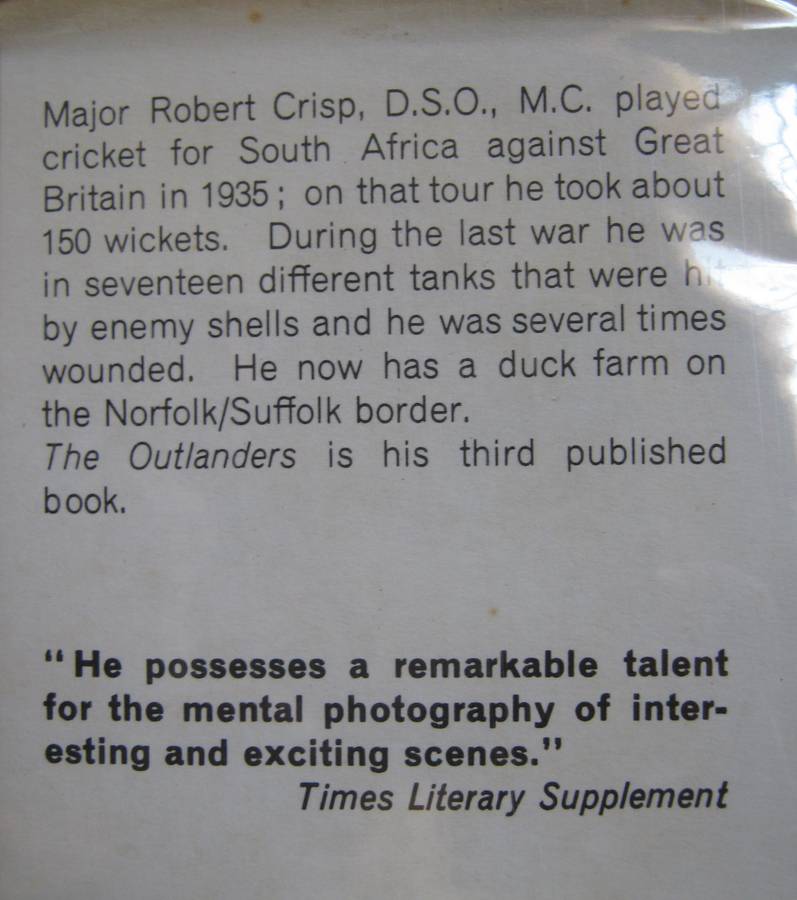 Major Robert Crisp, D.S.O., M.C. played
cricket for South Africa against Great
Britain in 1935; on that tour he took about
150 wickets. During the last war he was
in seventeen different tanks that were hit
by enemy shells and he was several times
wounded. He now has a duck farm on
the Norfolk/Suffolk border.
The Outlanders is his third published
book.
"He possesses a remarkable talent
for the mental photography of inter-
esting and exciting scenes."
Times Literary Supplement